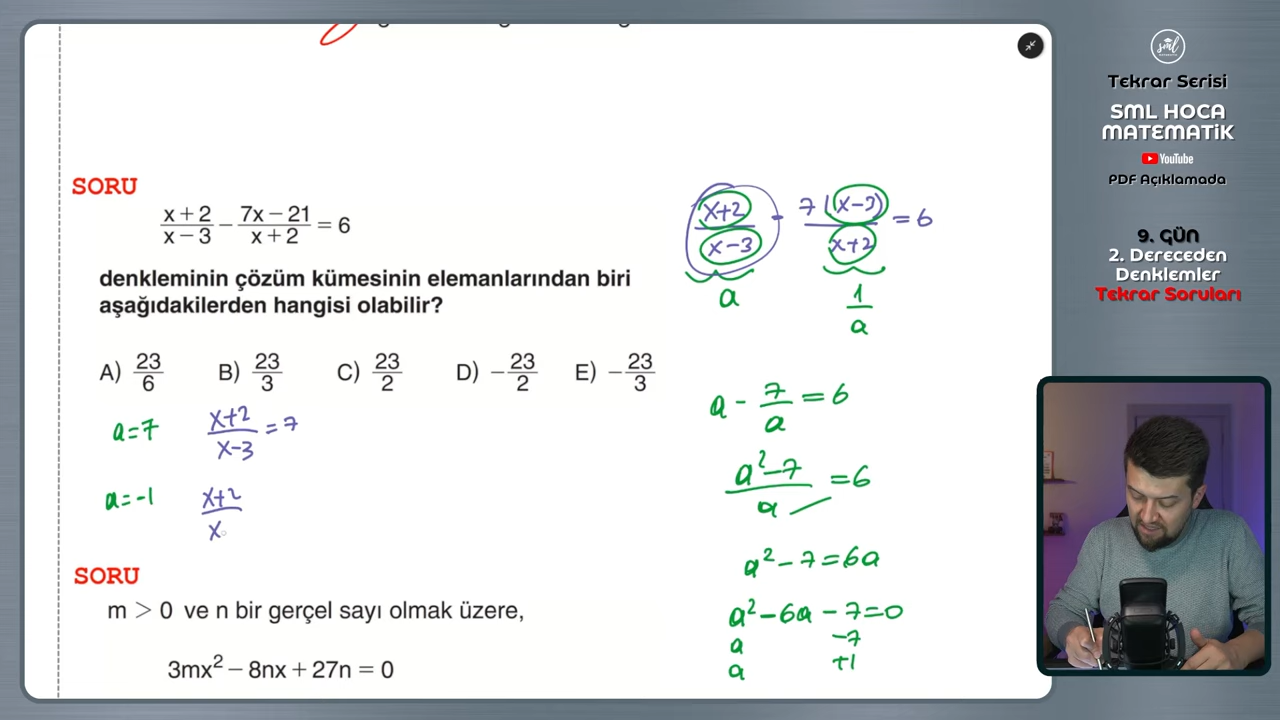 SORU
x + 2 / x − 3 − 7x − 21 / x + 2 = 6
denkleminin çözüm kümesinin elemanlarından biri
aşağıdakilerden hangisi olabilir?
A) 23/6 B) 23/3 C) 23/2 D) −23/2 E) −23/3
a=7 x+2 / x-3 = 7
a=-1 x+2 / x
x+2 / x-3 - 7(x-3) / x+2 = 6
a 1/a
a - 7/a = 6
a²-7 / a = 6
a² - 7 = 6a
a² - 6a - 7 = 0
a -7
a +1
SORU
m > 0 ve n bir gerçel sayı olmak üzere,
3mx² − 8nx + 27n = 0
sml
Tekrar Serisi
SML HOCA
MATEMATİK
YouTube
PDF Açıklamada
9. GÜN
2. Dereceden
Denklemler
Tekrar Soruları